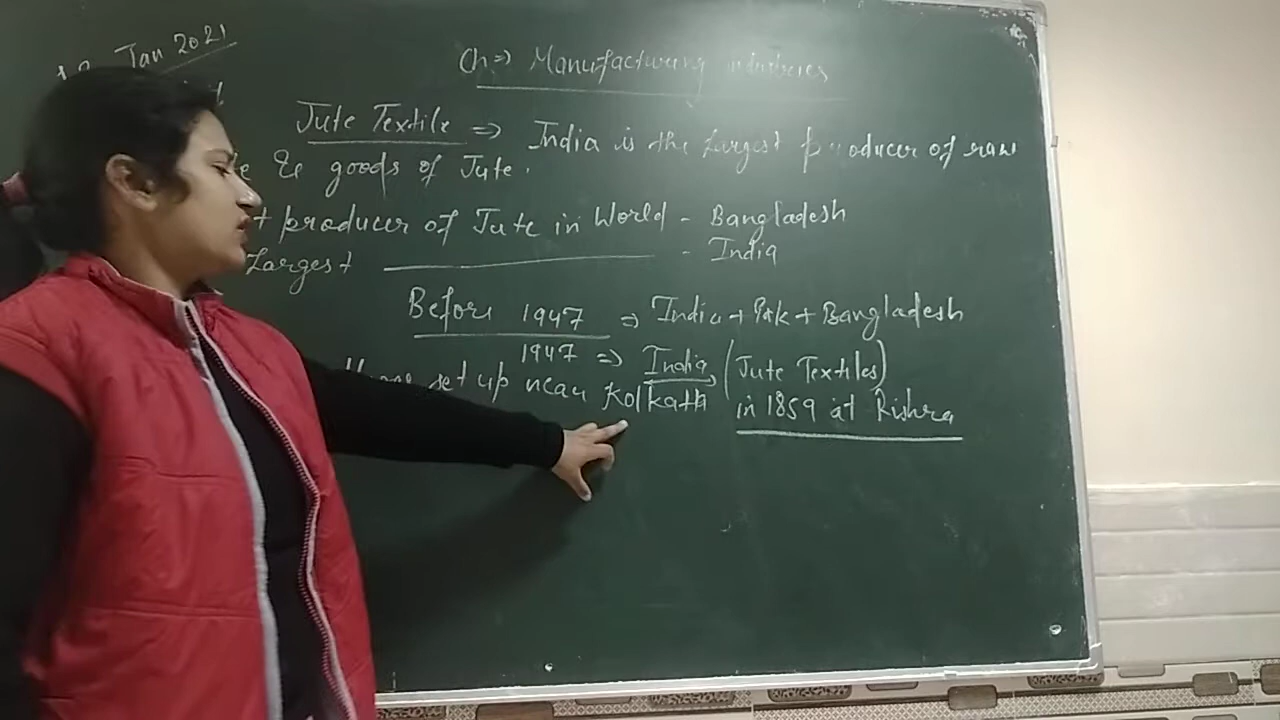 Jan 2021
Ch => Manufacturing industries
Jute Textile => India is the Largest producer of raw
& goods of Jute.
producer of Jute in World - Bangladesh
Largest - India
Before 1947 => India + Pak + Bangladesh
1947 => India (Jute Textiles)
set up near Kolkata in 1859 at Rishra